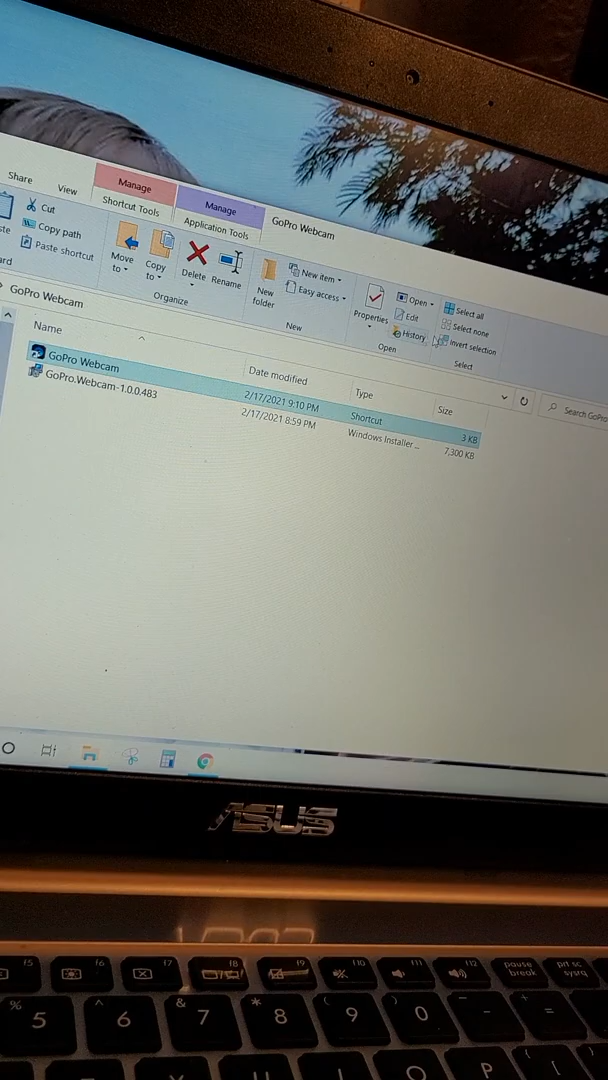 Share
View
Manage
Shortcut Tools
Manage
Application Tools
GoPro Webcam
Cut
Copy path
Paste shortcut
Move to
Copy to
Delete
Rename
Organize
New folder
New item
Easy access
New
Properties
Open
Edit
History
Open
Select all
Select none
Invert selection
Select
GoPro Webcam
Search GoPro
Name
Date modified
Type
Size
GoPro Webcam
2/17/2021 9:10 PM
Shortcut
3 KB
GoPro.Webcam-1.0.0.483
2/17/2021 8:59 PM
Windows Installer ...
7,300 KB
ASUS
f5 f6 f7 f8 f9 f10 f11 f12 pause break prt sc sysrq
% 5 ^ 6 & 7 * 8 ( 9 ) 0 _ - + =
P { [